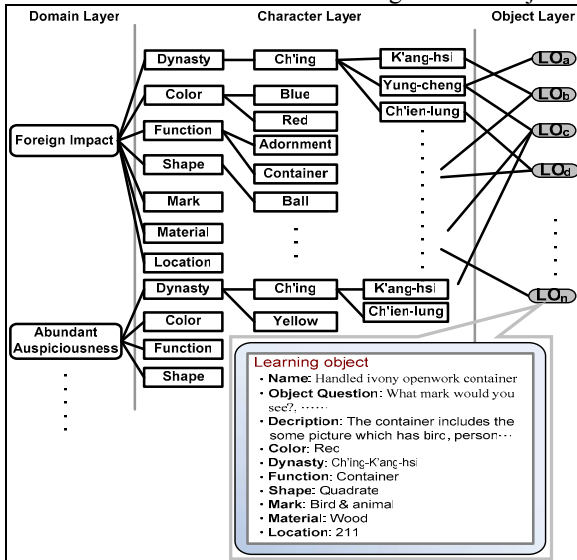 Domain Layer
Character Layer
Object Layer
Foreign Impact
Dynasty
Color
Function
Shape
Mark
Material
Location
Ch'ing
Blue
Red
Adornment
Container
Ball
K'ang-hsi
Yung-cheng
Ch'ien-lung
LOa
LOb
LOc
LOd
LOn
Abundant
Auspiciousness
Dynasty
Color
Function
Shape
Ch'ing
Yellow
K'ang-hsi
Ch'ien-lung
Learning object
· Name: Handled ivony openwork container
· Object Question: What mark would you
see?, ······
· Decription: The container includes the
some picture which has birc, person···
· Color: Rec
· Dynasty: Ch'ing-K'ang-hsi
· Function: Container
· Shape: Quadrate
· Mark: Bird & animal
· Material: Wood
· Location: 211